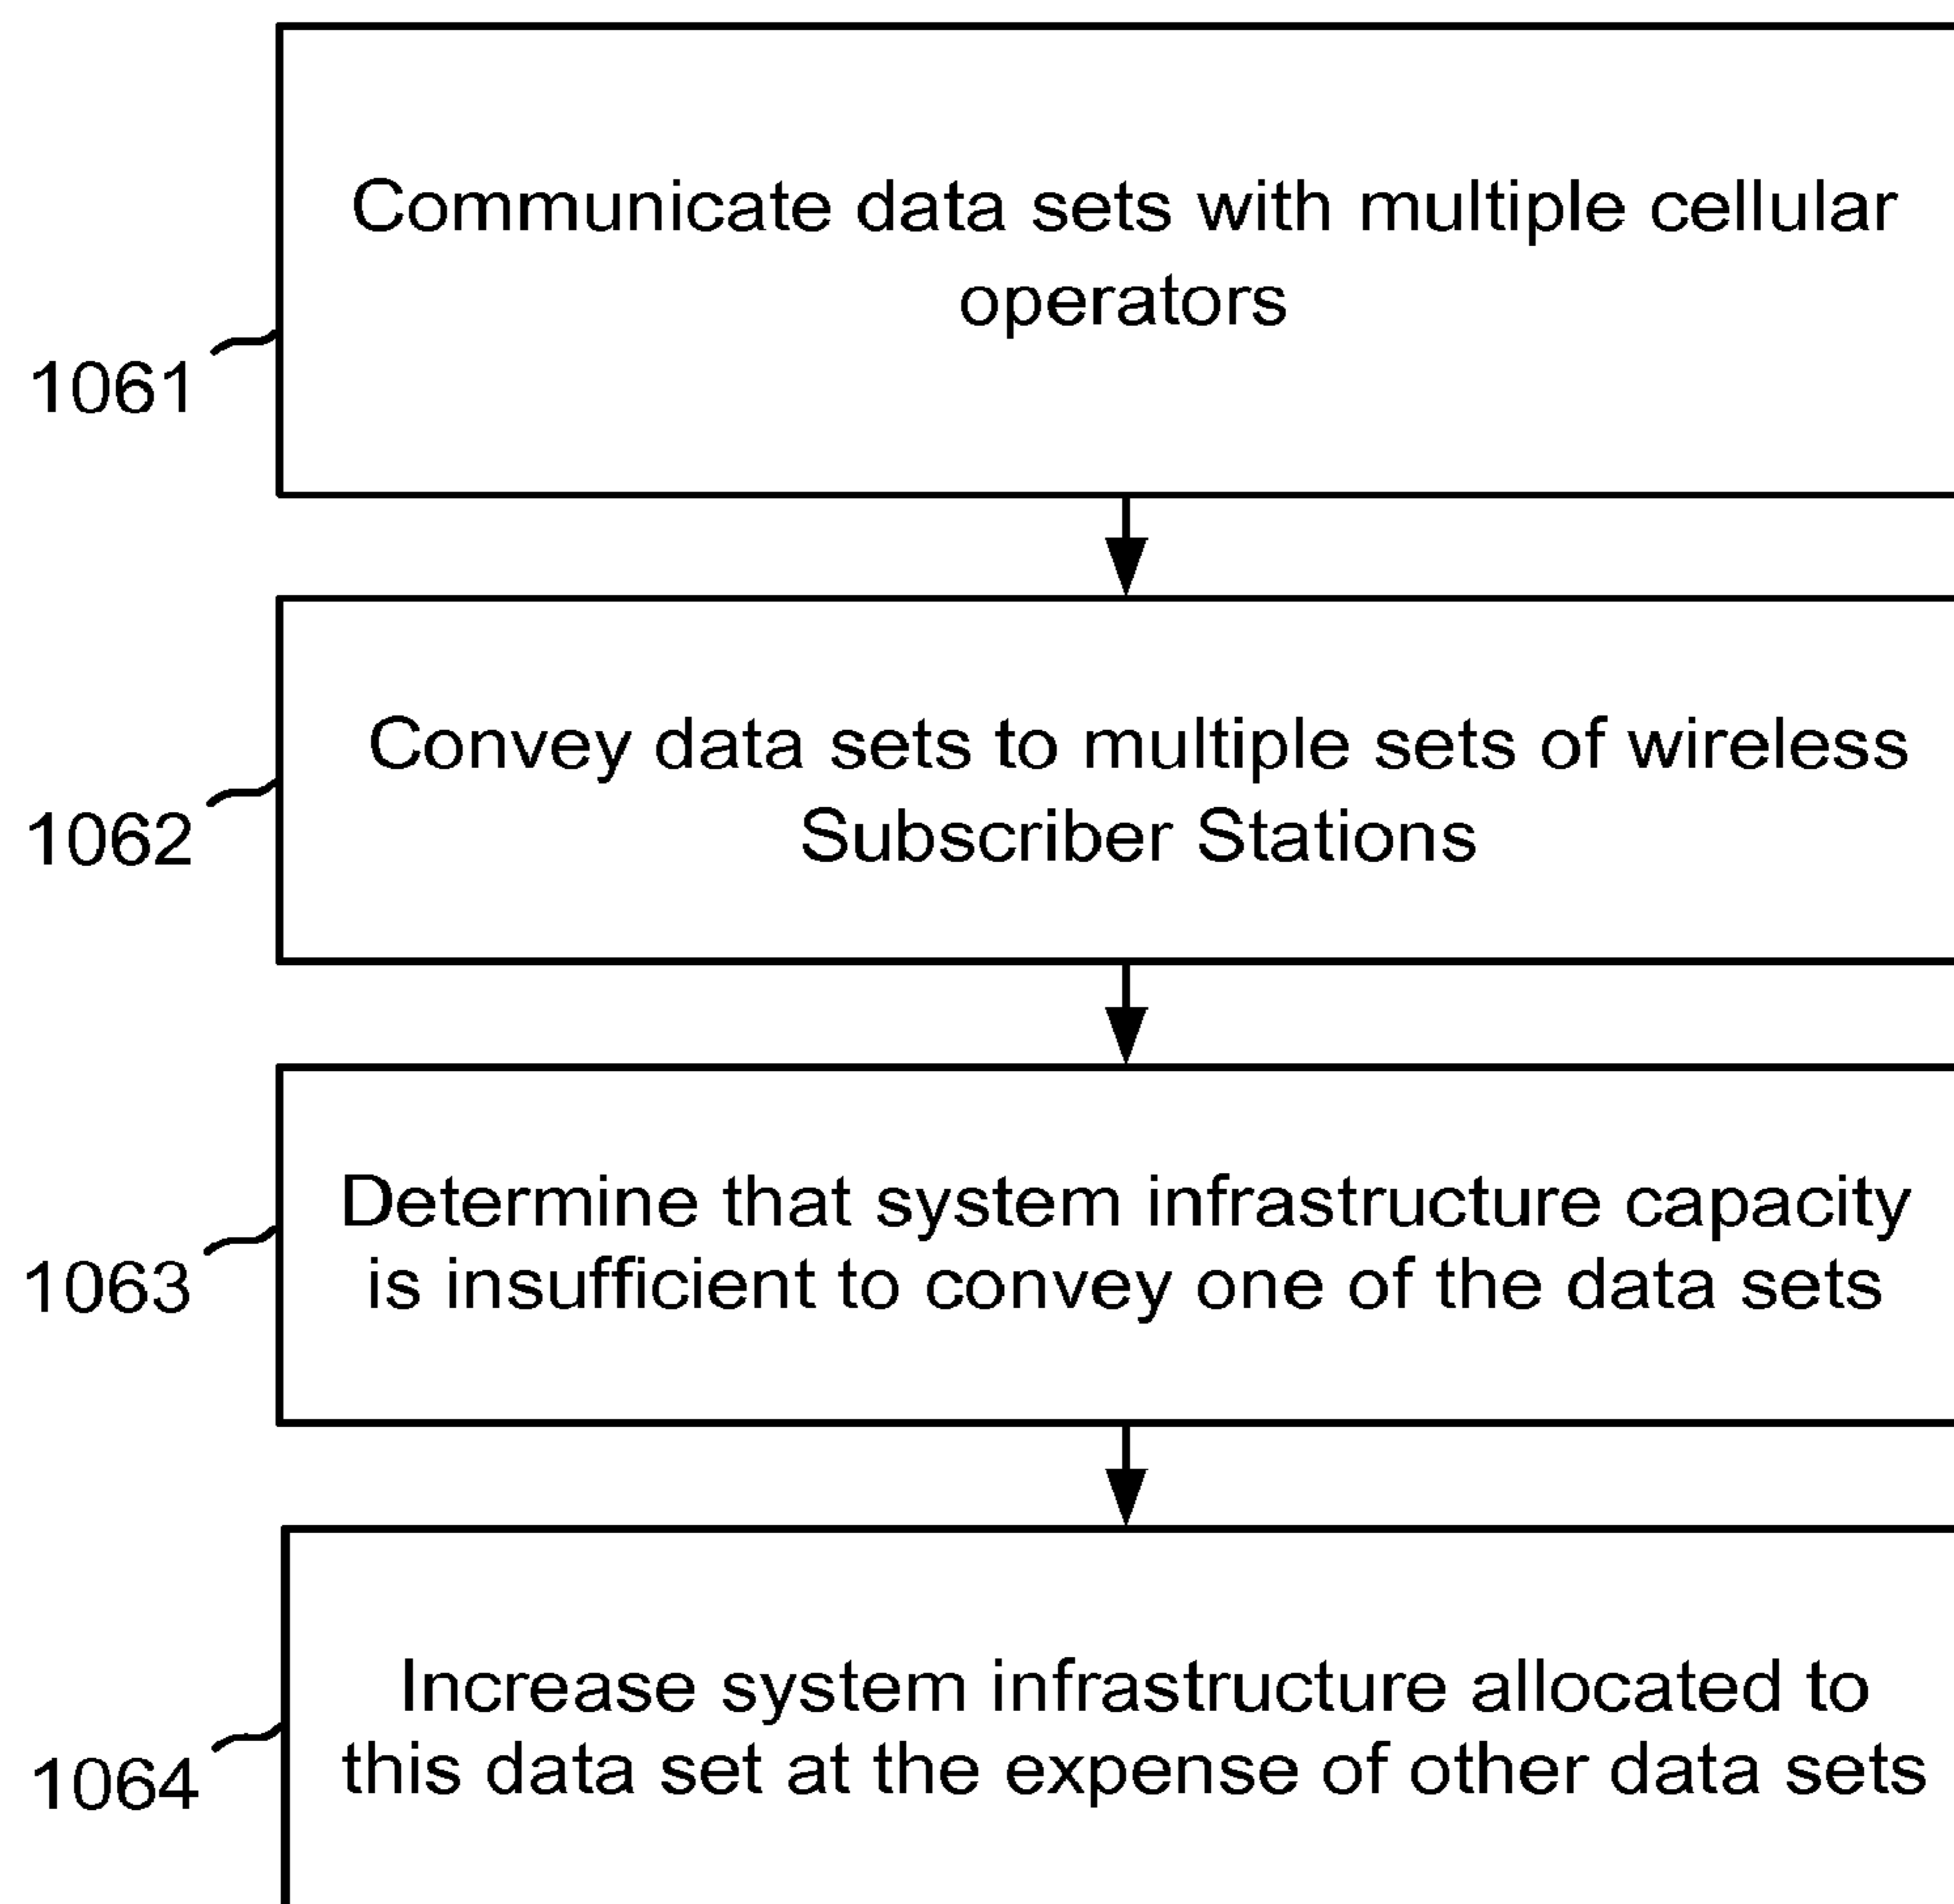 Communicate data sets with multiple cellular
operators
1061
Convey data sets to multiple sets of wireless
Subscriber Stations
1062
Determine that system infrastructure capacity
is insufficient to convey one of the data sets
1063
Increase system infrastructure allocated to
this data set at the expense of other data sets
1064